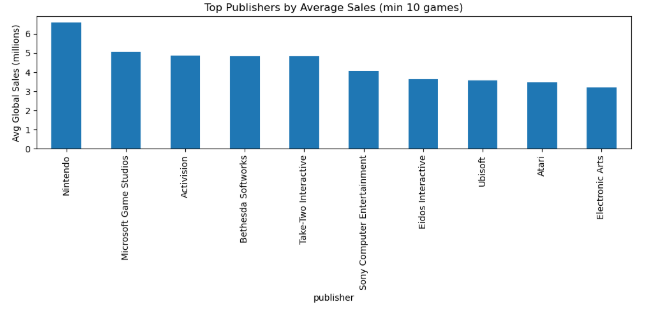 Top Publishers by Average Sales (min 10 games)
Avg Global Sales (millions)
6
5
4
3
2
1
0
Nintendo
Microsoft Game Studios
Activision
Bethesda Softworks
Take-Two Interactive
Sony Computer Entertainment
Eidos Interactive
Ubisoft
Atari
Electronic Arts
publisher